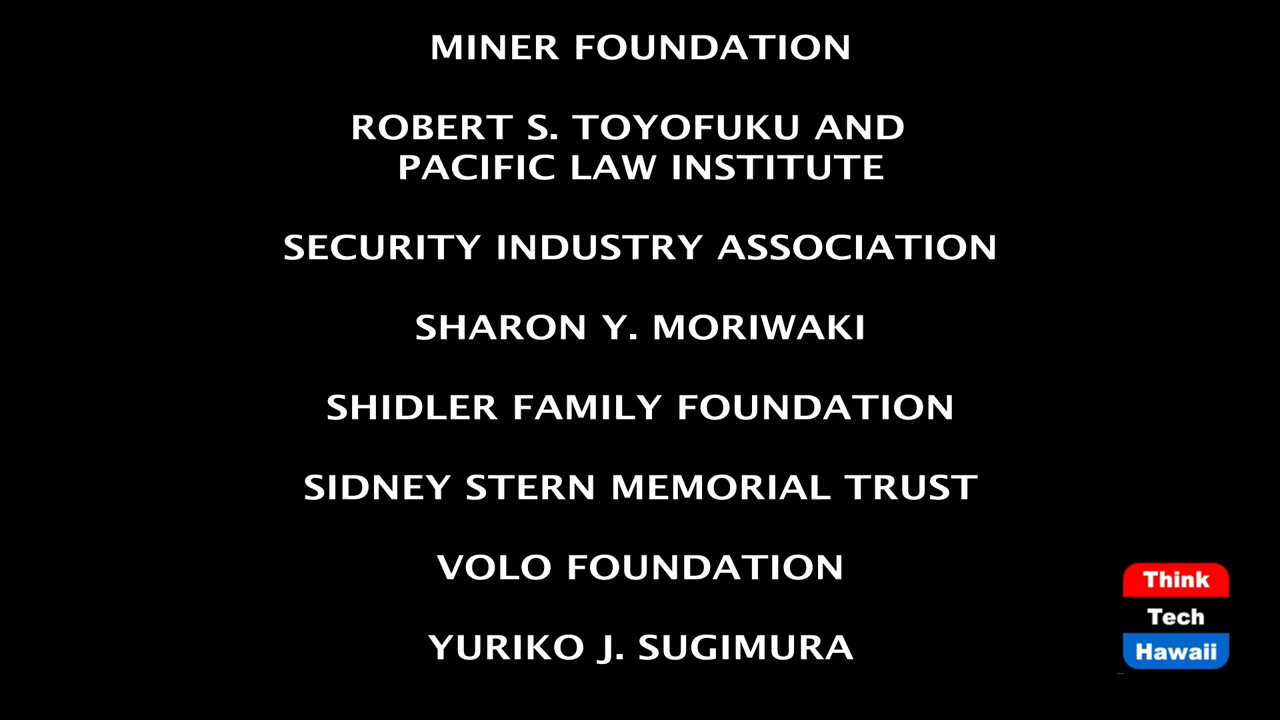 MINER FOUNDATION
ROBERT S. TOYOFUKU AND
PACIFIC LAW INSTITUTE
SECURITY INDUSTRY ASSOCIATION
SHARON Y. MORIWAKI
SHIDLER FAMILY FOUNDATION
SIDNEY STERN MEMORIAL TRUST
VOLO FOUNDATION
YURIKO J. SUGIMURA
Think
Tech
Hawaii